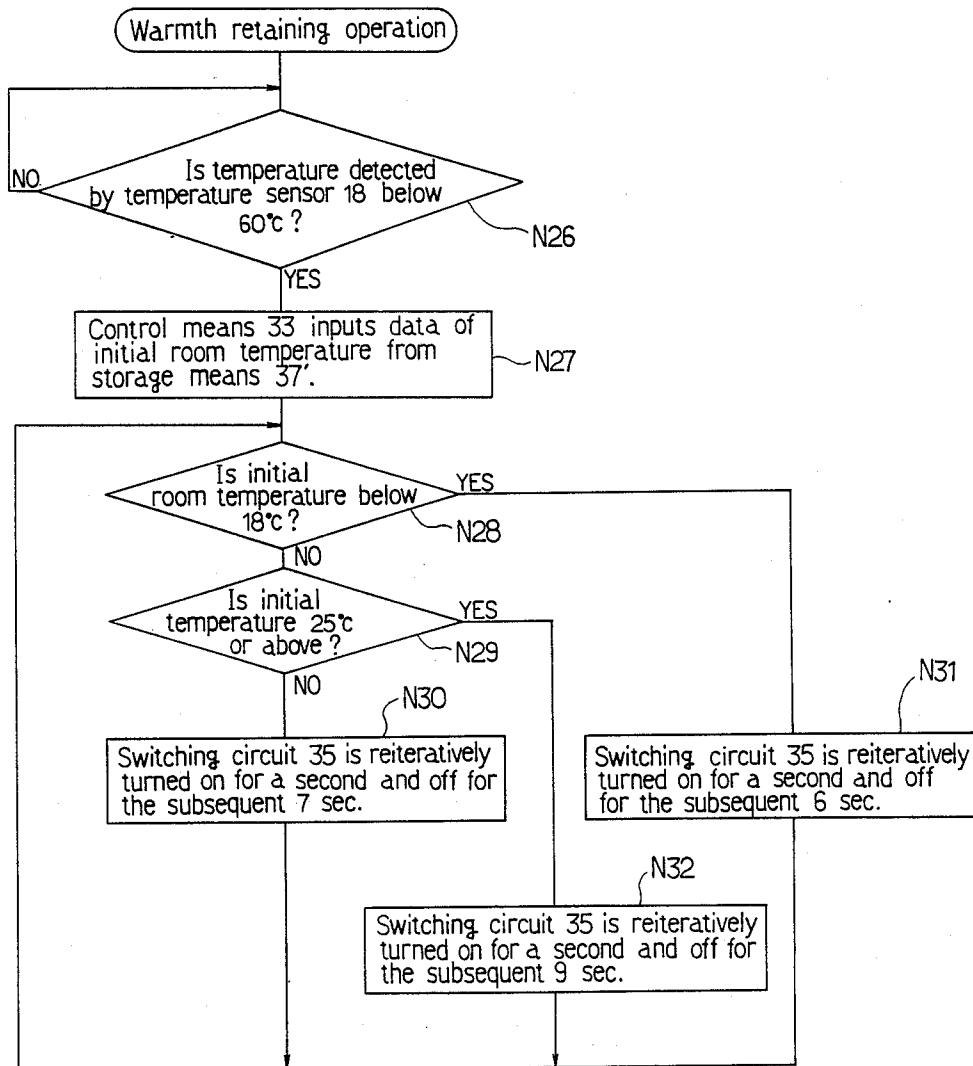 Warmth retaining operation
Is temperature detected
by temperature sensor 18 below
60°c ?
NO
N26
YES
Control means 33 inputs data of
initial room temperature from
storage means 37′.
N27
Is initial
room temperature below
18°c ?
YES
N28
NO
Is initial
temperature 25°c
or above ?
YES
N29
NO
N30
Switching circuit 35 is reiteratively
turned on for a second and off for
the subsequent 7 sec.
N31
Switching circuit 35 is reiteratively
turned on for a second and off
for the subsequent 6 sec.
N32
Switching circuit 35 is reiteratively
turned on for a second and off for
the subsequent 9 sec.